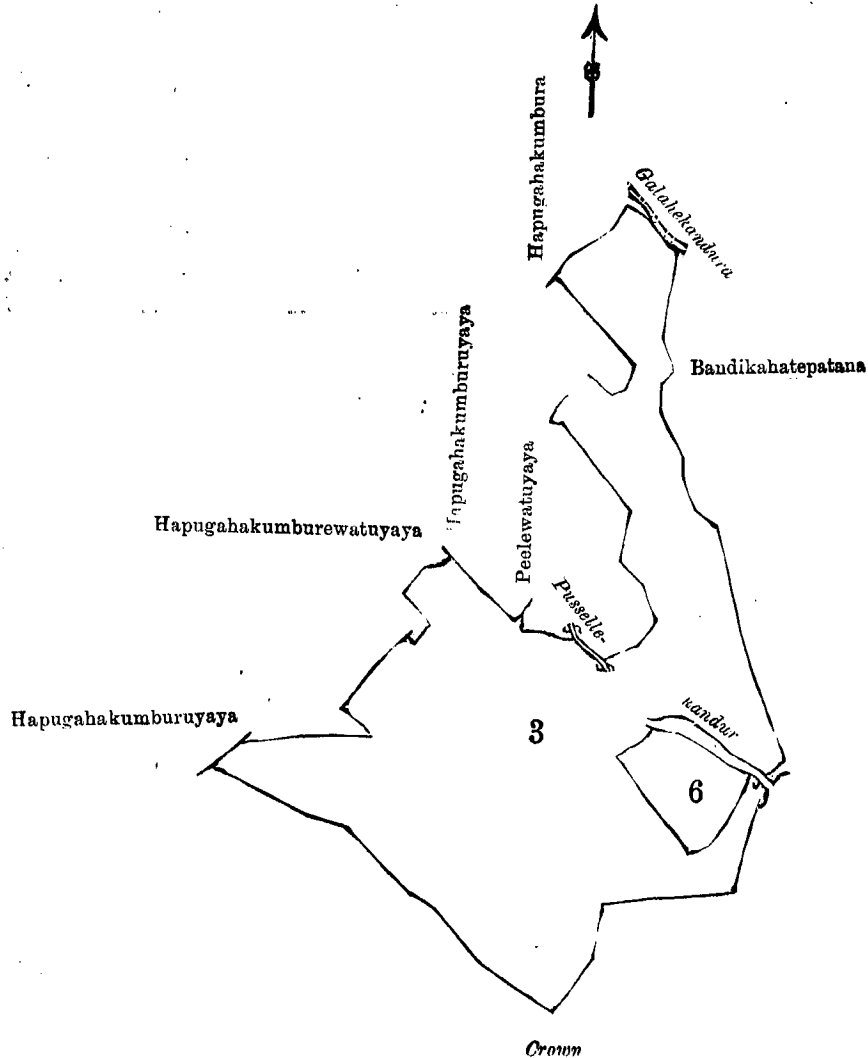 Hapugahakumbura
Galahekandura
Bandikahatepatana
Hapugahakumburuyaya
Hapugahakumburewatuyaya
Peelewatuyaya
Pusselle-
kandur
Hapugahakumburuyaya
3
6
Crown